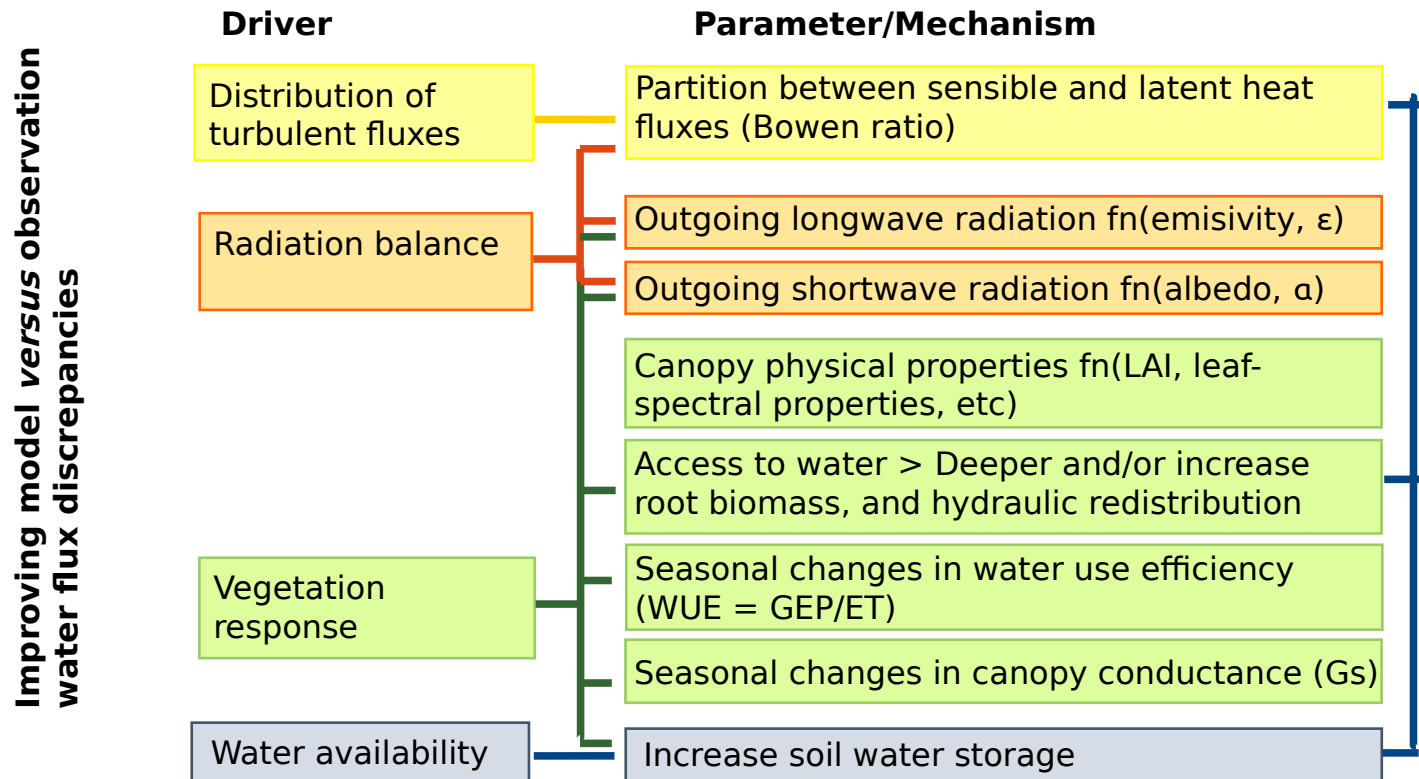 Driver
Parameter/Mechanism
Improving model versus observation
water flux discrepancies
Distribution of
turbulent fluxes
Partition between sensible and latent heat
fluxes (Bowen ratio)
Radiation balance
Outgoing longwave radiation fn(emisivity, ε)
Outgoing shortwave radiation fn(albedo, α)
Canopy physical properties fn(LAI, leaf-
spectral properties, etc)
Access to water > Deeper and/or increase
root biomass, and hydraulic redistribution
Vegetation
response
Seasonal changes in water use efficiency
(WUE = GEP/ET)
Seasonal changes in canopy conductance (Gs)
Water availability
Increase soil water storage